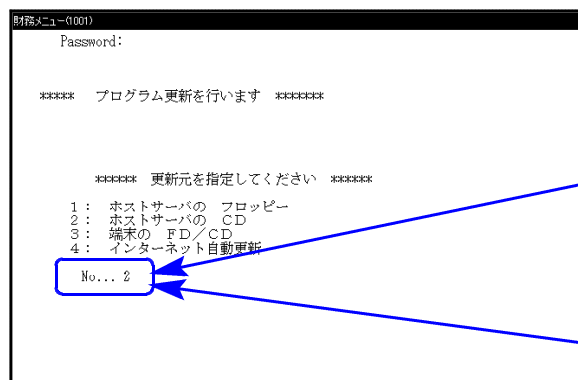 財務メニュー(1001)
Password:
***** プログラム更新を行います *******
****** 更新元を指定してください ******
1: ホストサーバの フロッピー
2: ホストサーバの CD
3: 端末の FD/CD
4: インターネット自動更新
No... 2